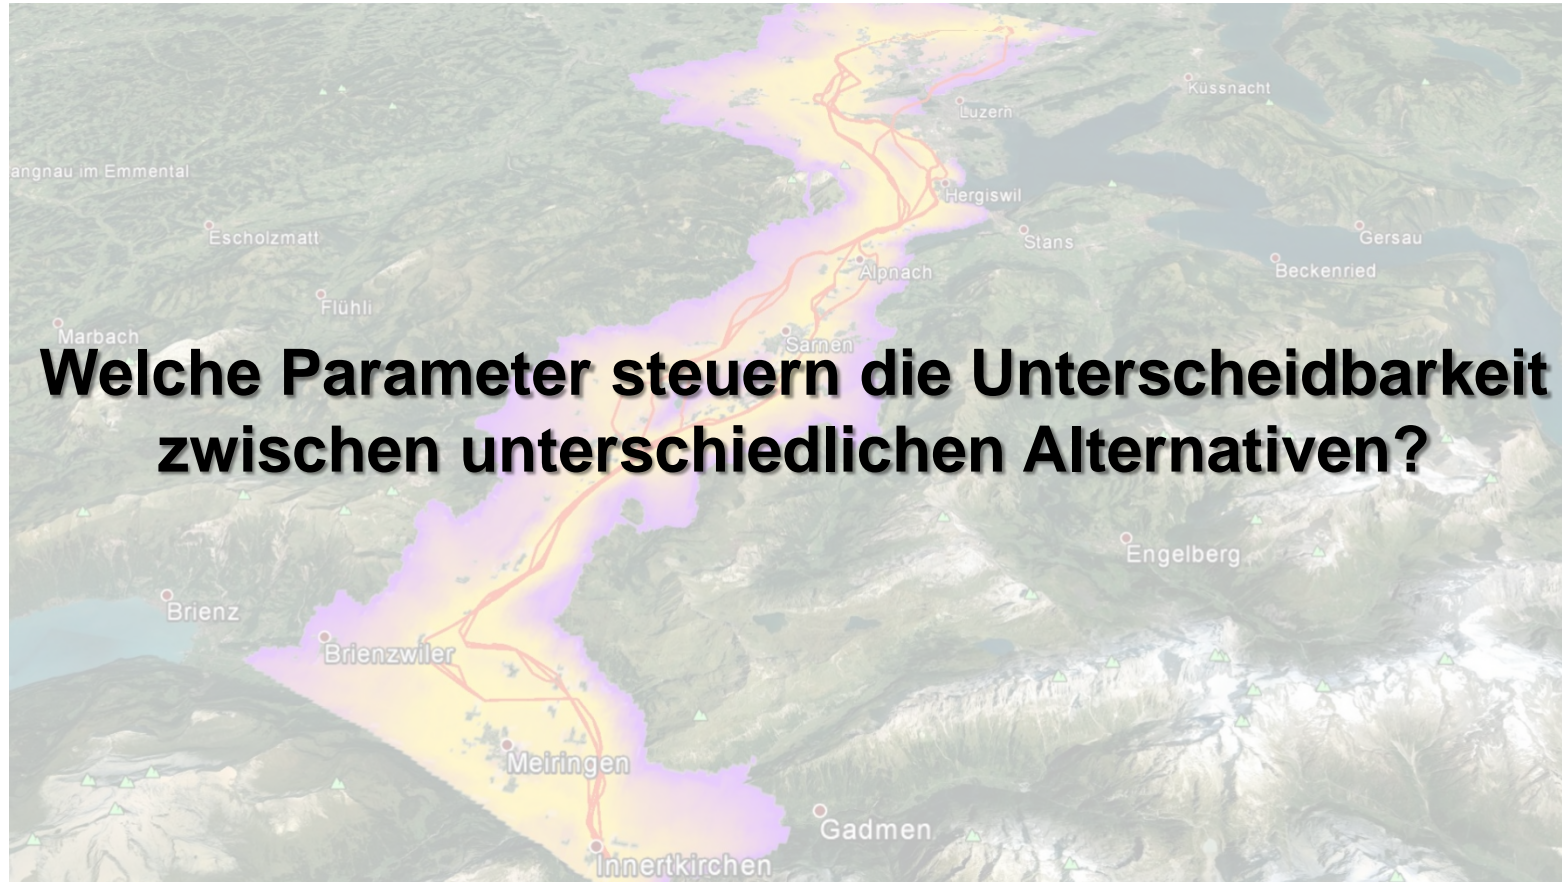 Küssnacht
Luzern
angnau im Emmental
Hergiswil
Escholzmatt
Stans
Gersau
Alpnach
Beckenried
Flühli
Marbach
Sarnen
Welche Parameter steuern die Unterscheidbarkeit
zwischen unterschiedlichen Alternativen?
Engelberg
Brienz
Brienzwiler
Meiringen
Gadmen
Innertkirchen